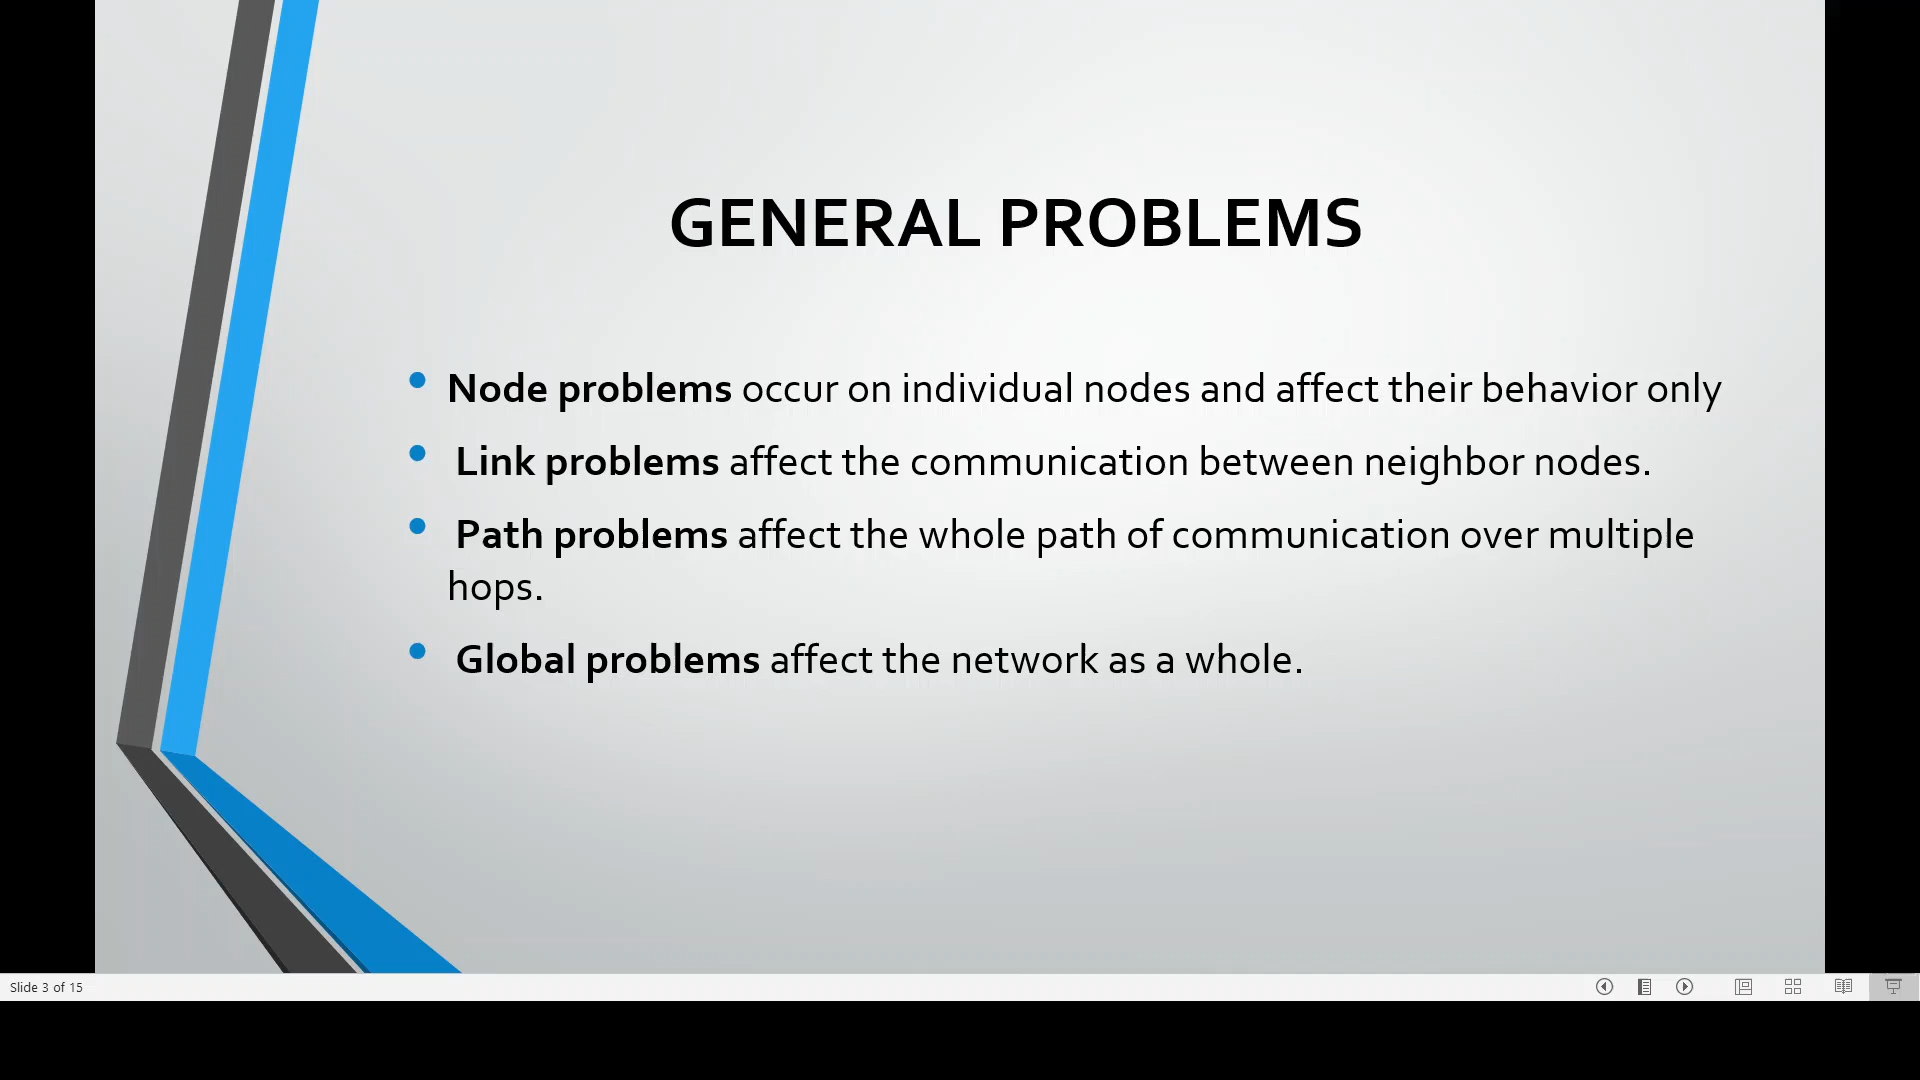 GENERAL PROBLEMS
• Node problems occur on individual nodes and affect their behavior only
• Link problems affect the communication between neighbor nodes.
• Path problems affect the whole path of communication over multiple
hops.
• Global problems affect the network as a whole.
Slide 3 of 15